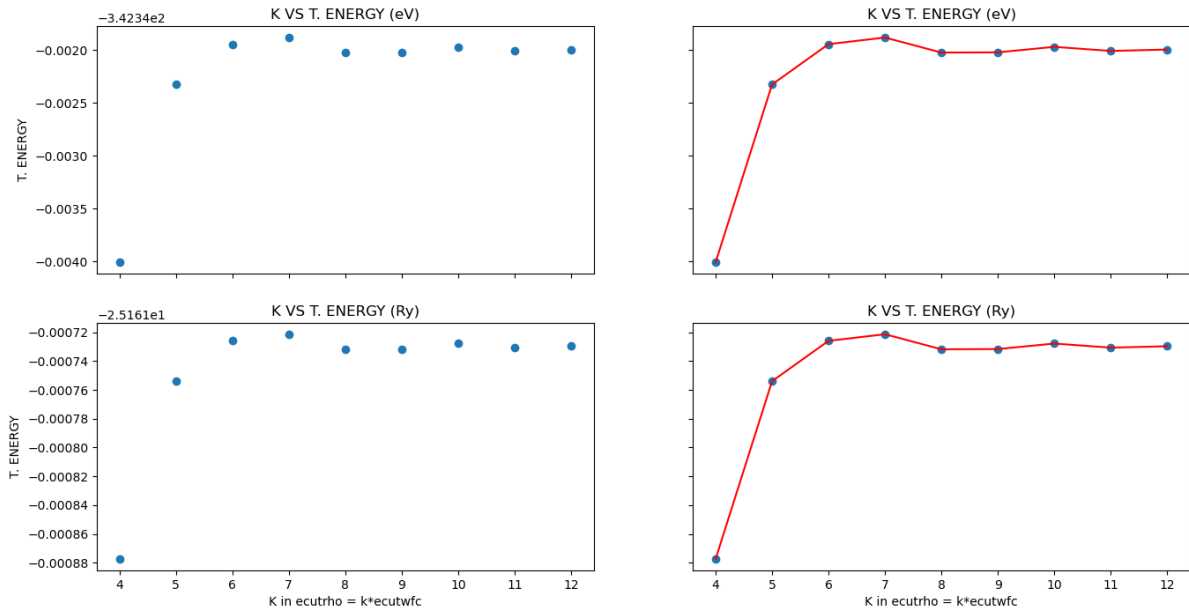 K VS T. ENERGY (eV)
−3.4234e2
−0.0020
−0.0025
−0.0030
−0.0035
−0.0040
T. ENERGY
K VS T. ENERGY (eV)
K VS T. ENERGY (Ry)
−2.5161e1
−0.00072
−0.00074
−0.00076
−0.00078
−0.00080
−0.00082
−0.00084
−0.00086
−0.00088
T. ENERGY
4 5 6 7 8 9 10 11 12
K in ecutrho = k*ecutwfc
K VS T. ENERGY (Ry)
4 5 6 7 8 9 10 11 12
K in ecutrho = k*ecutwfc